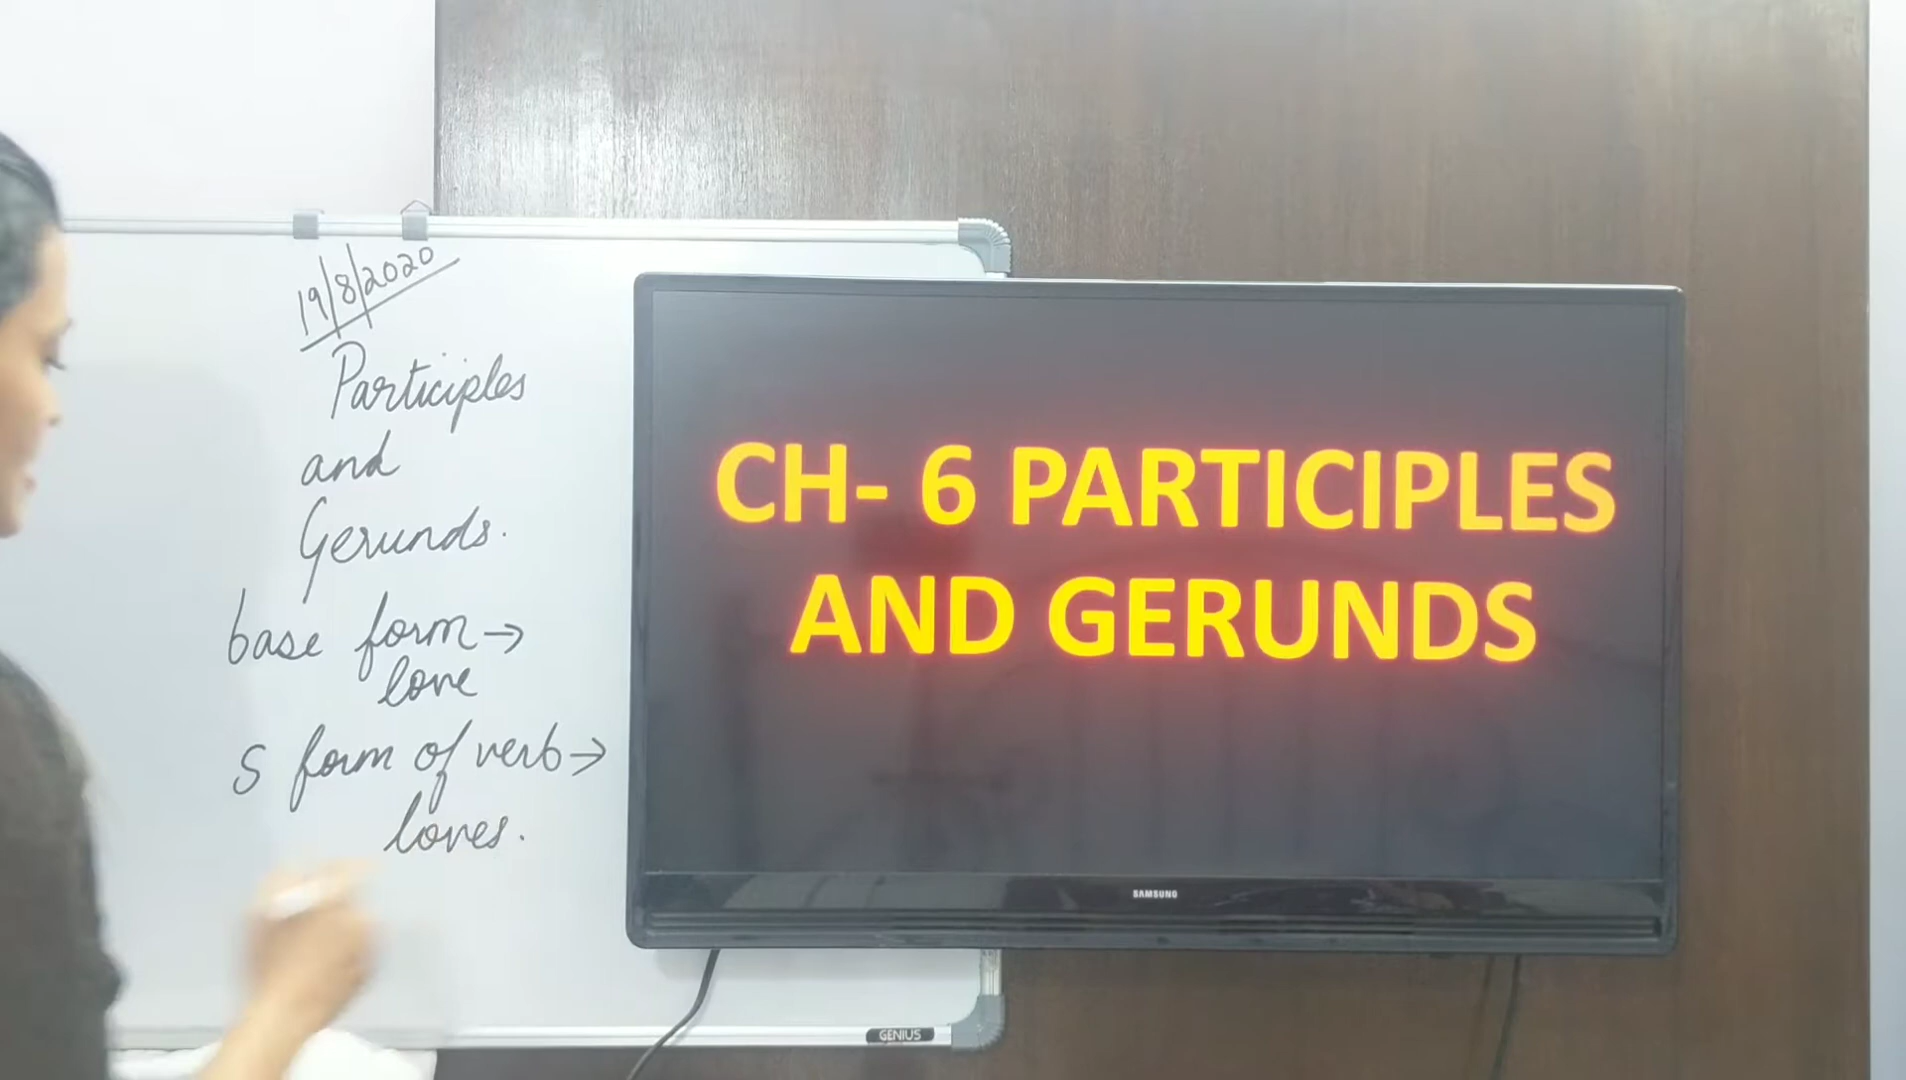 19/8/2020
Participles
and
Gerunds.
base form →
love
s form of verb →
loves.
CH- 6 PARTICIPLES
AND GERUNDS
SAMSUNG
GENIUS